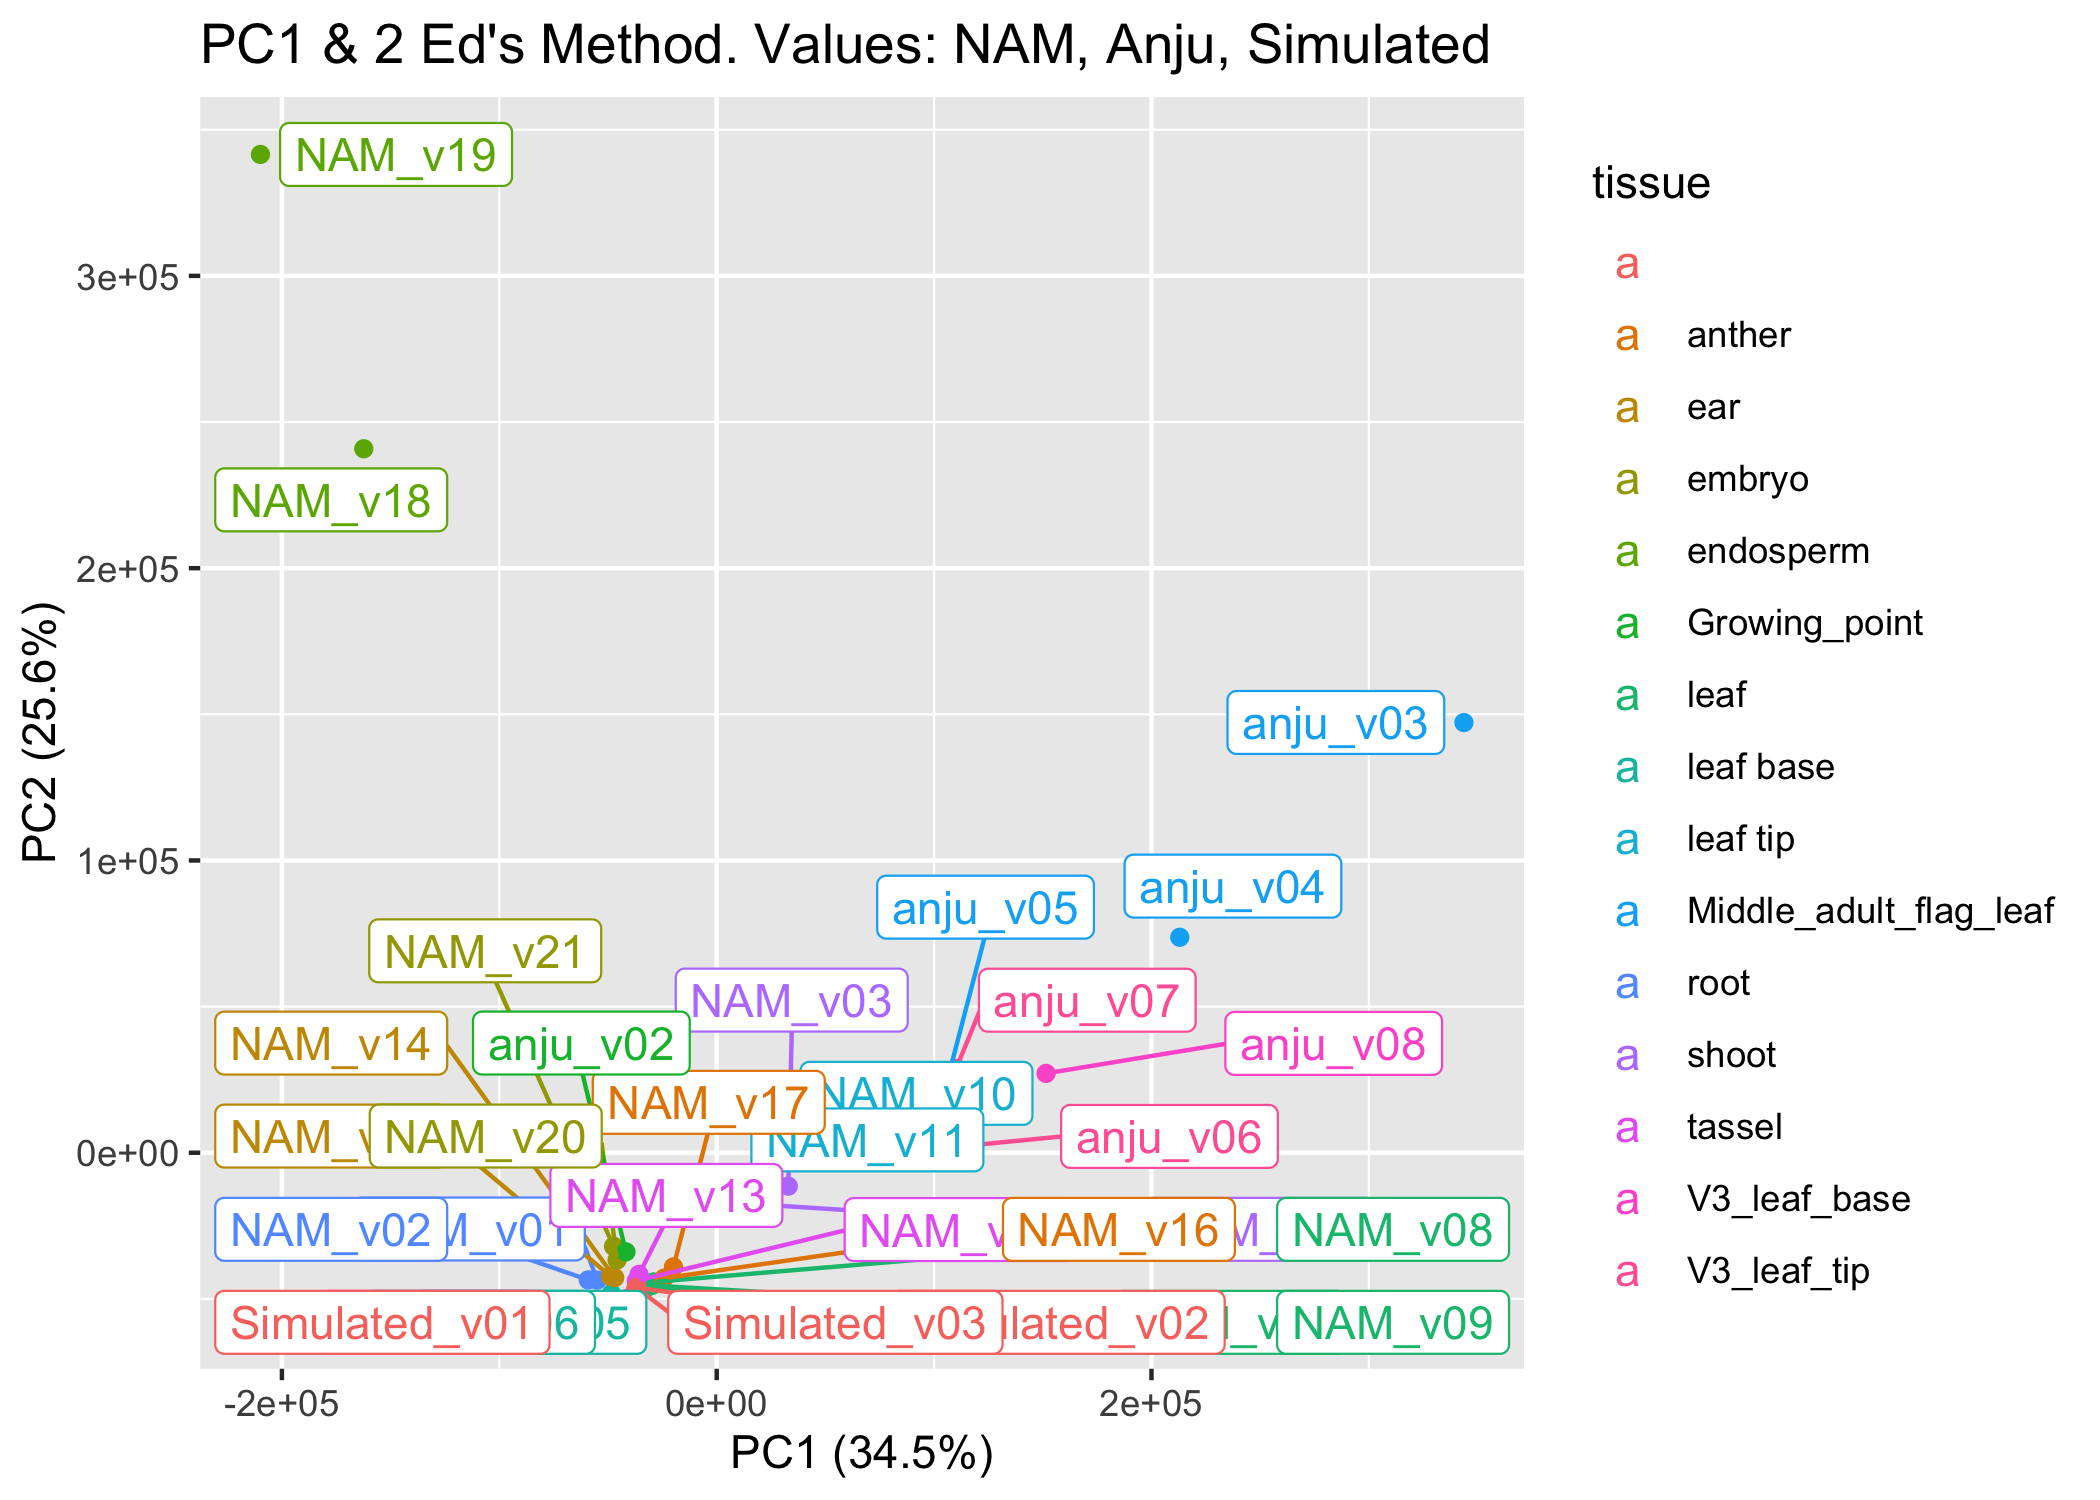 PC1 & 2 Ed's Method. Values: NAM, Anju, Simulated
NAM_v19
NAM_v18
anju_v03
anju_v04
anju_v05
NAM_v21
NAM_v03
anju_v07
NAM_v14
anju_v02
anju_v08
NAM_v17
NAM_v10
NAM_v20
NAM_v11
anju_v06
NAM_v13
NAM_v02
NAM_v16
NAM_v08
Simulated_v01
Simulated_v03
NAM_v09
3e+05
2e+05
1e+05
0e+00
PC2 (25.6%)
-2e+05
0e+00
2e+05
PC1 (34.5%)
tissue
a
a anther
a ear
a embryo
a endosperm
a Growing_point
a leaf
a leaf base
a leaf tip
a Middle_adult_flag_leaf
a root
a shoot
a tassel
a V3_leaf_base
a V3_leaf_tip